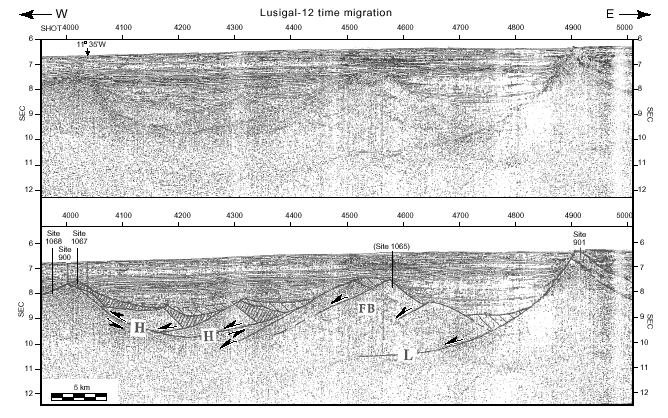 W Lusigal-12 time migration E
SHOT 4000 4100 4200 4300 4400 4500 4600 4700 4800 4900 5000
11° 35'W
6 6
7 7
8 8
9 9
SEC SEC
10 10
11 11
12 12
4000 4100 4200 4300 4400 4500 4600 4700 4800 4900 5000
Site 1068
Site 900
Site 1067
(Site 1065)
Site 901
6 6
7 7
8 8
9 9
SEC SEC
10 10
11 11
12 12
H H FB L
5 km